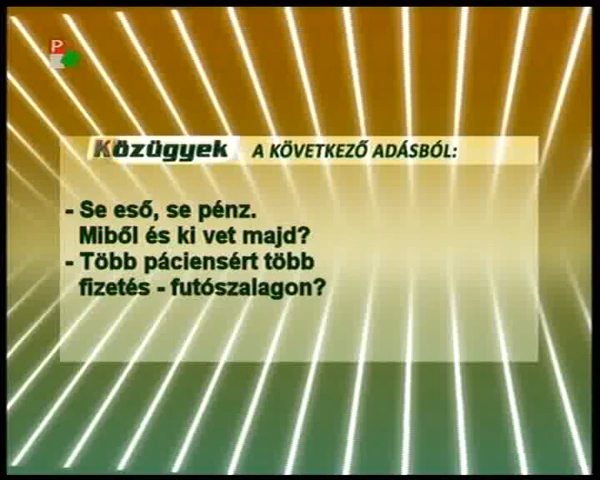 P
Közügyek A KÖVETKEZŐ ADÁSBÓL:
- Se eső, se pénz.
Miből és ki vet majd?
- Több páciensért több
fizetés - futószalagon?